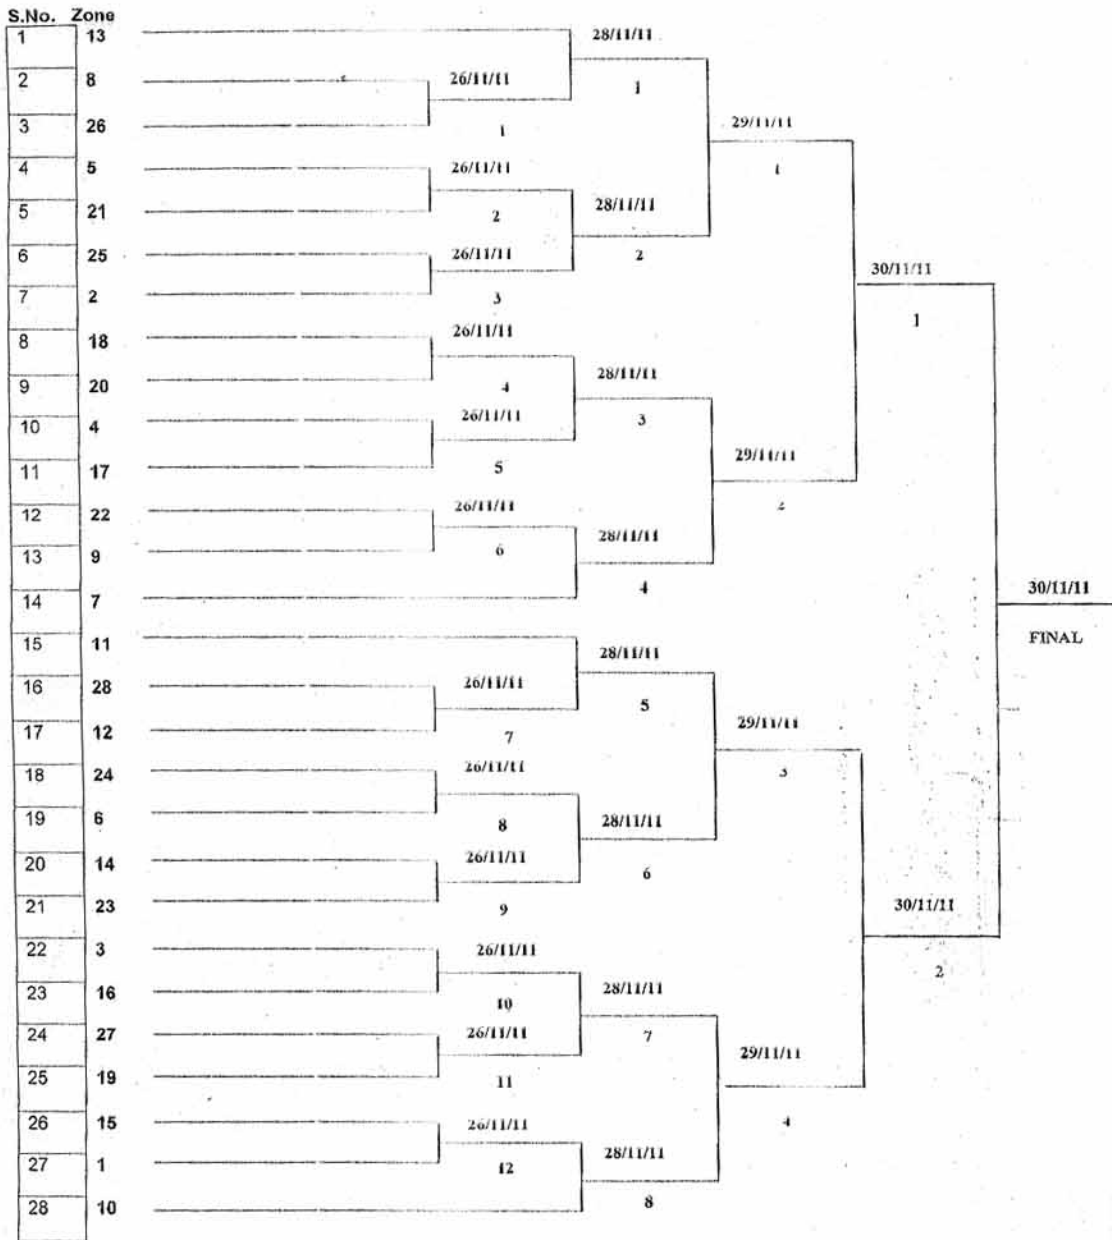 S.No. Zone
1 13 28/11/11
2 8 26/11/11 1
3 26 1 29/11/11
4 5 26/11/11 1
5 21 2 28/11/11
6 25 26/11/11 2 30/11/11
7 2 3 1
8 18 26/11/11
9 20 4 28/11/11
10 4 26/11/11 3
11 17 5 29/11/11
12 22 26/11/11 2
13 9 6 28/11/11
14 7 4 30/11/11
15 11 28/11/11 FINAL
16 28 26/11/11 5
17 12 7 29/11/11
18 24 26/11/11 3
19 6 8 28/11/11
20 14 26/11/11 6
21 23 9 30/11/11
22 3 26/11/11 2
23 16 10 28/11/11
24 27 26/11/11 7
25 19 11 29/11/11
26 15 26/11/11 4
27 1 12 28/11/11
28 10 8